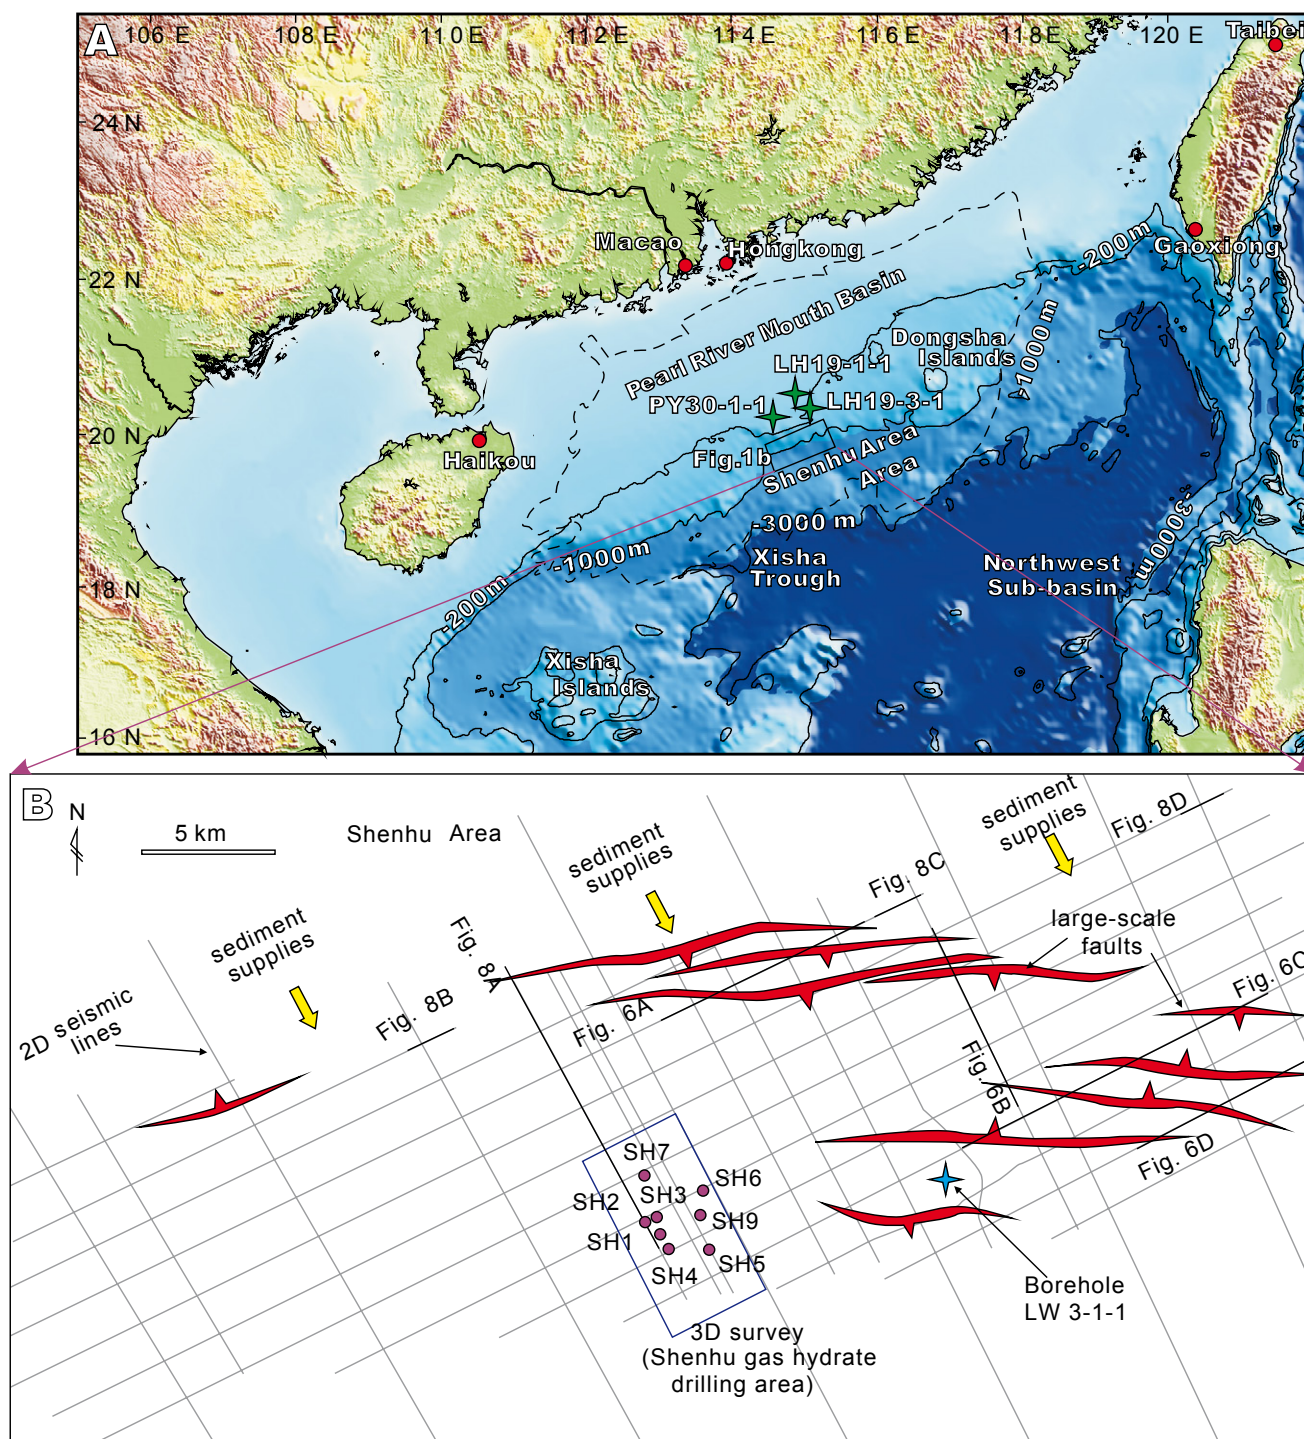 A
106 E
108 E
110 E
112 E
114 E
116 E
118 E
120 E
Taibei
24 N
22 N
20 N
18 N
16 N
Macao
Hongkong
Gaoxiong
-200m
Pearl River Mouth Basin
Dongsha
Islands
-1000m
LH19-1-1
PY30-1-1
LH19-3-1
Haikou
Fig.1b
Shenhu Area
Area
-3000 m
-1000m
-200m
Xisha
Trough
Northwest
Sub-basin
-3000m
Xisha
Islands
B
N
5 km
Shenhu Area
sediment
supplies
sediment
supplies
sediment
supplies
Fig. 8D
Fig. 8C
Fig. 8A
Fig. 8B
large-scale
faults
Fig. 6C
2D seismic
lines
Fig. 6A
Fig. 6B
Fig. 6D
SH7
SH6
SH2
SH3
SH9
SH1
SH4
SH5
Borehole
LW 3-1-1
3D survey
(Shenhu gas hydrate
drilling area)